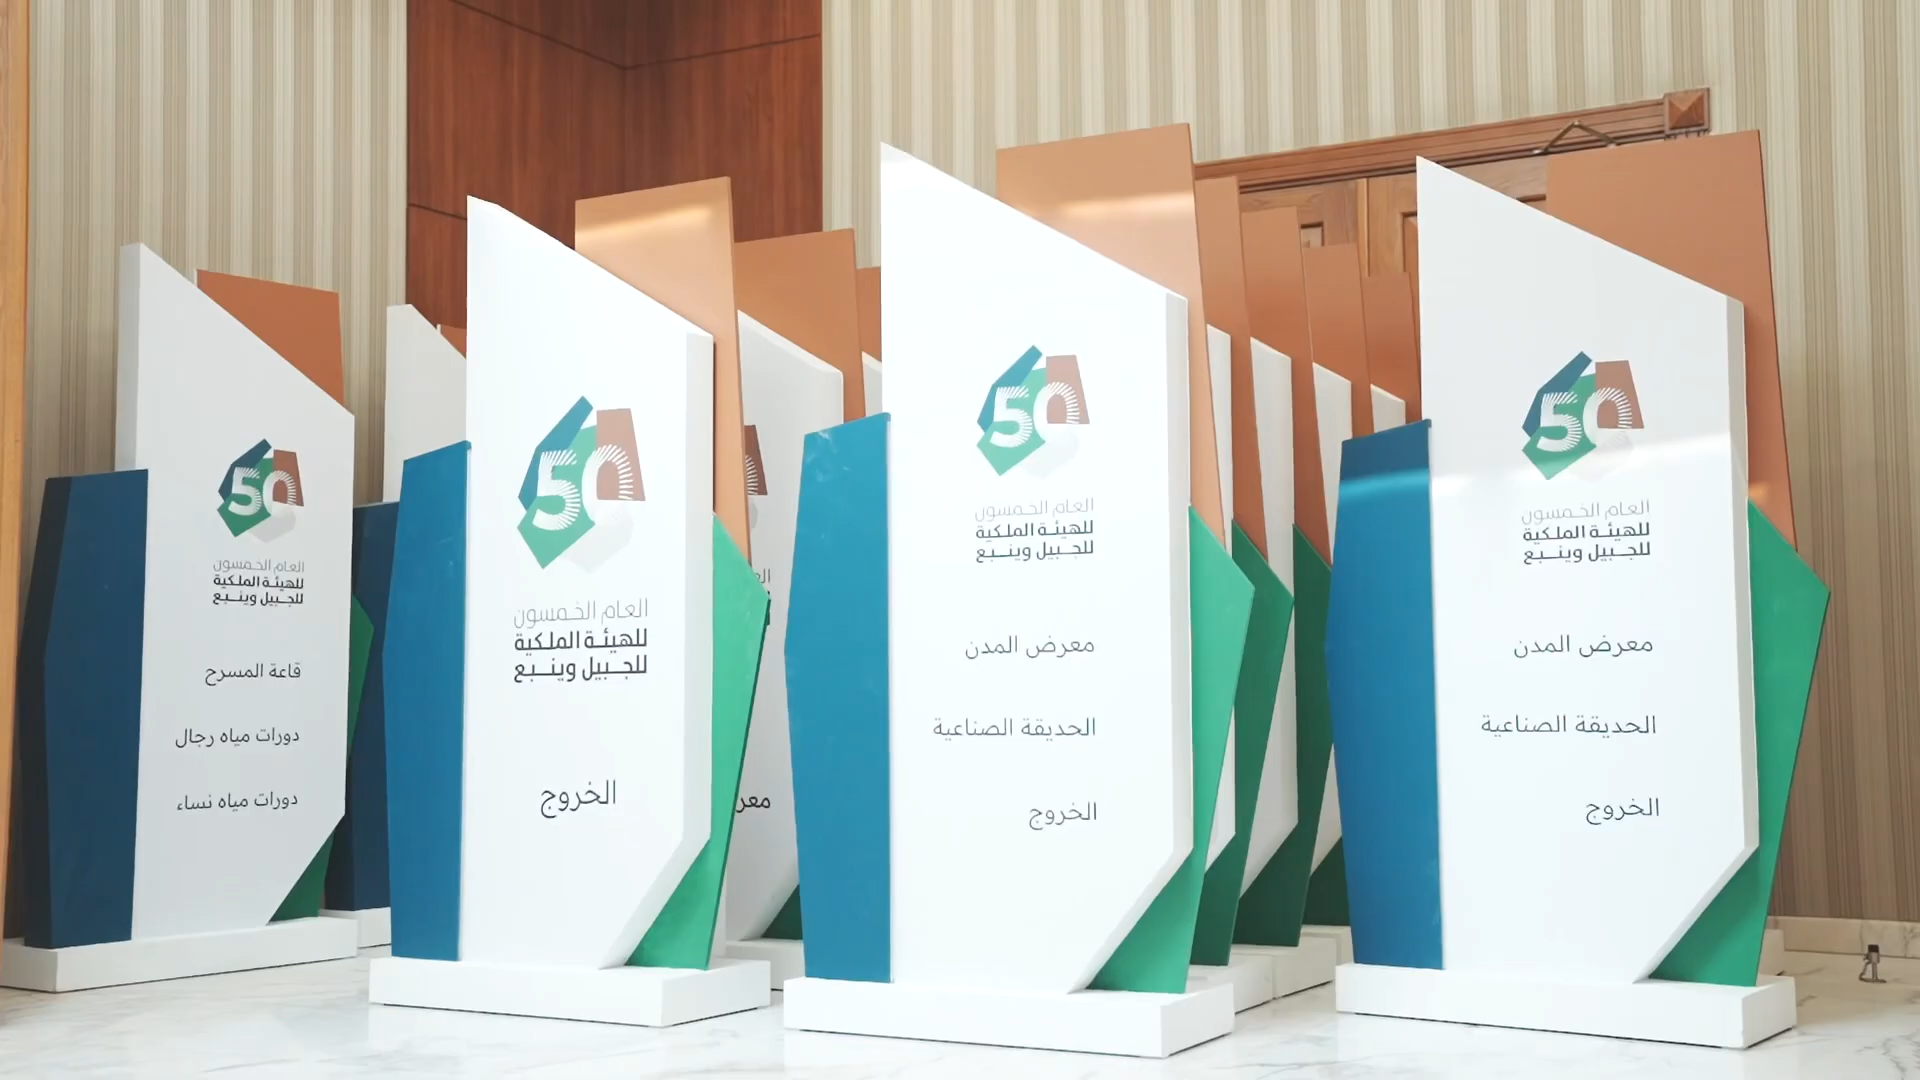 50
العام الخمسون
للهيئة الملكية
للجبيل وينبع
معرض المدن
الحديقة الصناعية
الخروج
50
العام الخمسون
للهيئة الملكية
للجبيل وينبع
معرض المدن
الحديقة الصناعية
الخروج
50
العام الخمسون
للهيئة الملكية
للجبيل وينبع
الخروج
50
العام الخمسون
للهيئة الملكية
للجبيل وينبع
قاعة المسرح
دورات مياه رجال
دورات مياه نساء